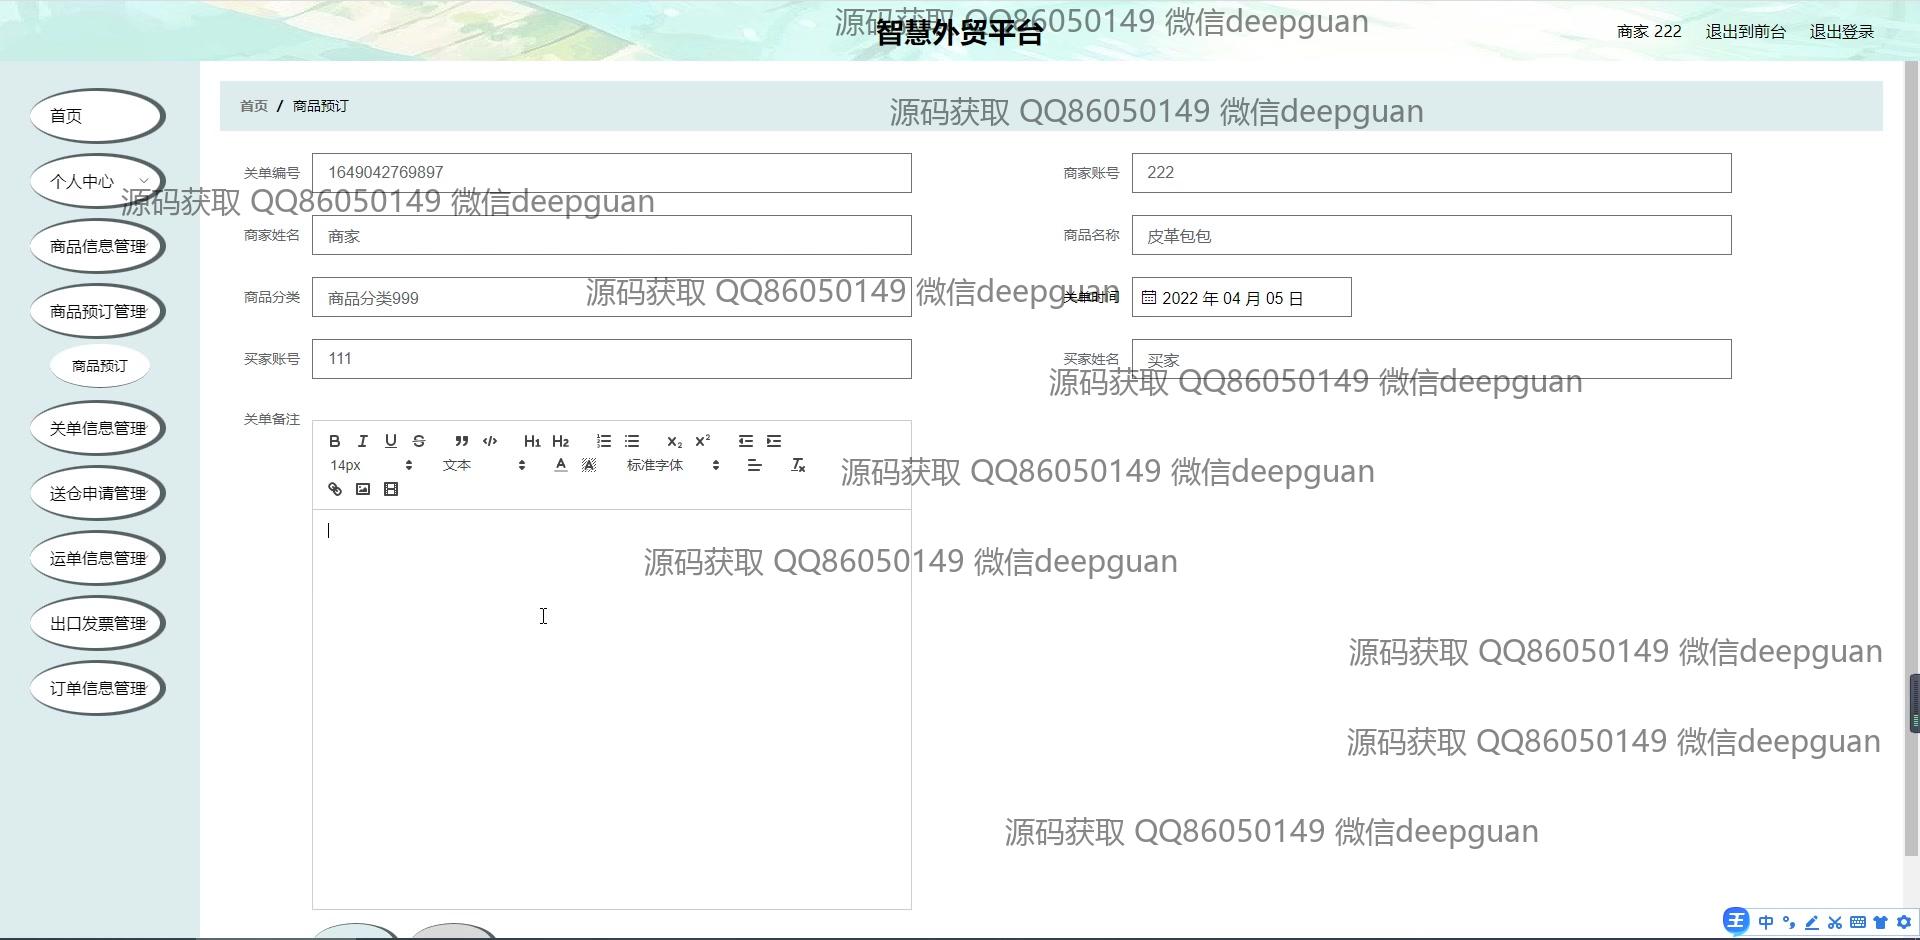 智慧外贸平台
源码获取 QQ86050149 微信deepguan
商家 222 退出到前台 退出登录
首页 / 商品预订
源码获取 QQ86050149 微信deepguan
首页
个人中心
商品信息管理
商品预订管理
商品预订
关单信息管理
送仓申请管理
运单信息管理
出口发票管理
订单信息管理
关单编号 1649042769897
商家账号 222
源码获取 QQ86050149 微信deepguan
商家姓名 商家
商品名称 皮革包包
商品分类 商品分类999
源码获取 QQ86050149 微信deepguan
关单时间 2022 年 04 月 05 日
买家账号 111
买家姓名 买家
源码获取 QQ86050149 微信deepguan
关单备注
B I U S H1 H2 X2 X2
14px 文本 A A 标准字体 Tx
源码获取 QQ86050149 微信deepguan
源码获取 QQ86050149 微信deepguan
源码获取 QQ86050149 微信deepguan
源码获取 QQ86050149 微信deepguan
源码获取 QQ86050149 微信deepguan
王 中